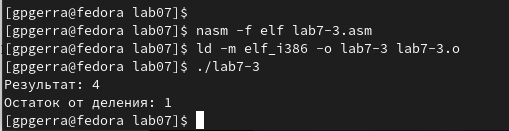 [gpgerra@fedora lab07]$
[gpgerra@fedora lab07]$ nasm -f elf lab7-3.asm
[gpgerra@fedora lab07]$ ld -m elf_i386 -o lab7-3 lab7-3.o
[gpgerra@fedora lab07]$ ./lab7-3
Результат: 4
Остаток от деления: 1
[gpgerra@fedora lab07]$